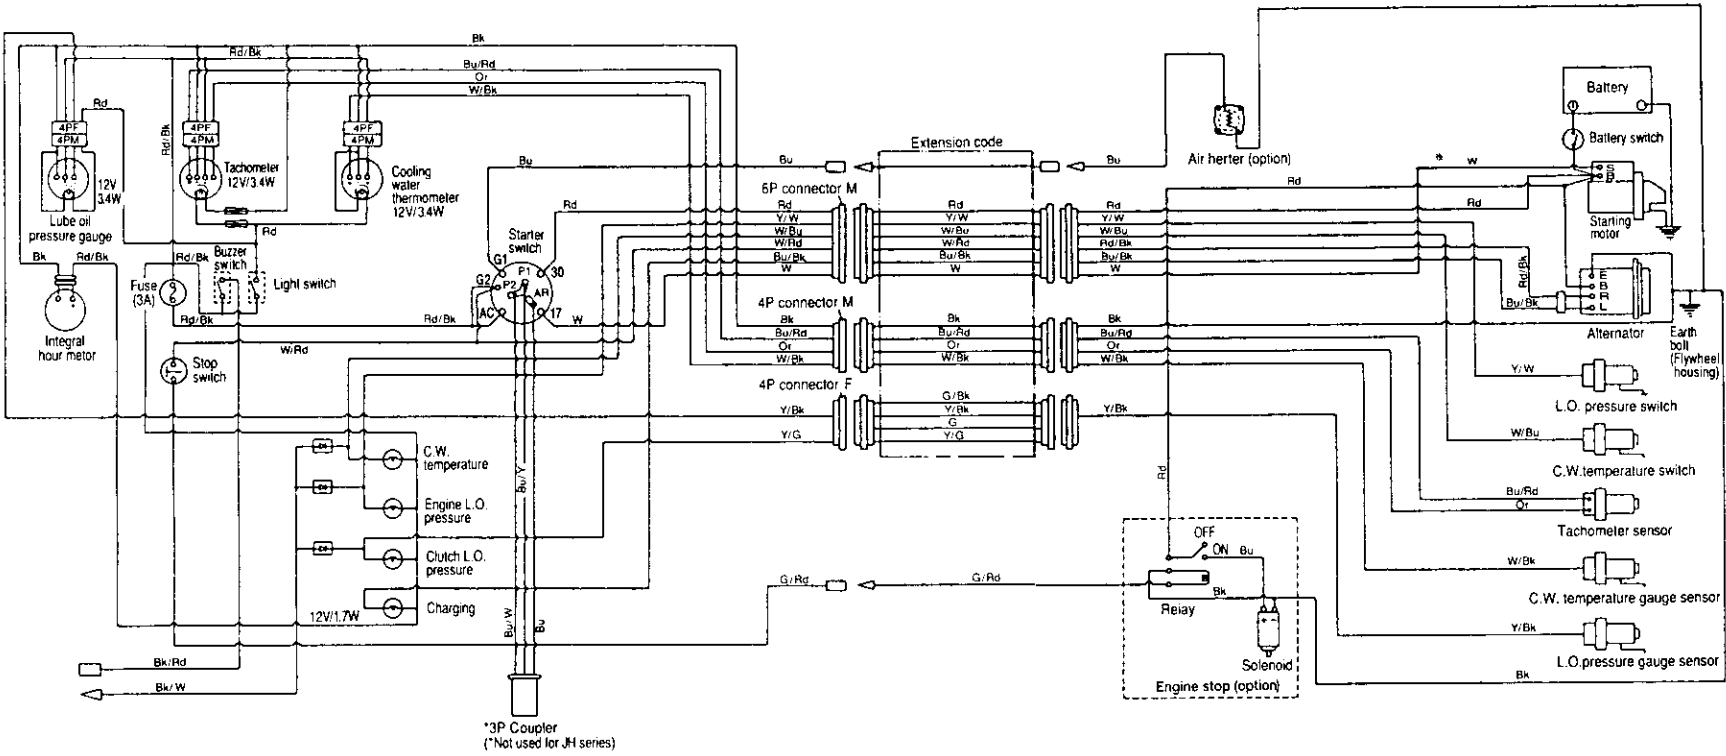 Bk
Rd/Bk
Bu/Rd
Or
W/Bk
Rd
4PF
4PM
Rd/Bk
4PF
4PM
4PF
4PM
12V
3.4W
Lube oil
pressure gauge
Tachometer
12V/3.4W
Cooling
water
thermometer
12V/3.4W
Bu
Rd
Rd
Starter
switch
Bk
Rd/Bk
Integral
hour motor
Rd/Bk
Buzzer
switch
Light switch
Fuse
(3A)
Rd/Bk
Rd/Bk
G1
G2
P1
P2
30
AR
AC
17
W
W/Rd
Stop
switch
C.W.
temperature
Engine L.O.
pressure
Clutch L.O.
pressure
Charging
12V/1.7W
Bk/Rd
Bk/W
Bu/Y
Bu/W
Bu
*3P Coupler
(*Not used for JH series)
Extension code
Bu
Bu
6P connector M
Rd
Y/W
W/Bu
W/Rd
Bu/Bk
W
Rd
Y/W
W/Bu
W/Rd
Bu/Bk
W
Rd
Y/W
W/Bu
Rd/Bk
Bu/Bk
W
4P connector M
Bk
Bu/Rd
Or
W/Bk
Bk
Bu/Rd
Or
W/Bk
Bk
Bu/Rd
Or
W/Bk
4P connector F
Y/Bk
Y/G
G/Bk
Y/Bk
G
Y/G
Y/Bk
G/Rd
G/Rd
Air herter (option)
* W
Rd
Rd
Battery
Battery switch
S
B
Starting
motor
Rd/Bk
Bu/Bk
E
B
R
L
Alternator
Earth
bolt
(Flywheel
housing)
Y/W
L.O. pressure switch
W/Bu
C.W.temperature switch
Bu/Rd
Or
Tachometer sensor
W/Bk
C.W. temperature gauge sensor
Y/Bk
L.O.pressure gauge sensor
Rd
OFF
ON
Bu
Bk
Relay
Solenoid
Engine stop (option)
Bk